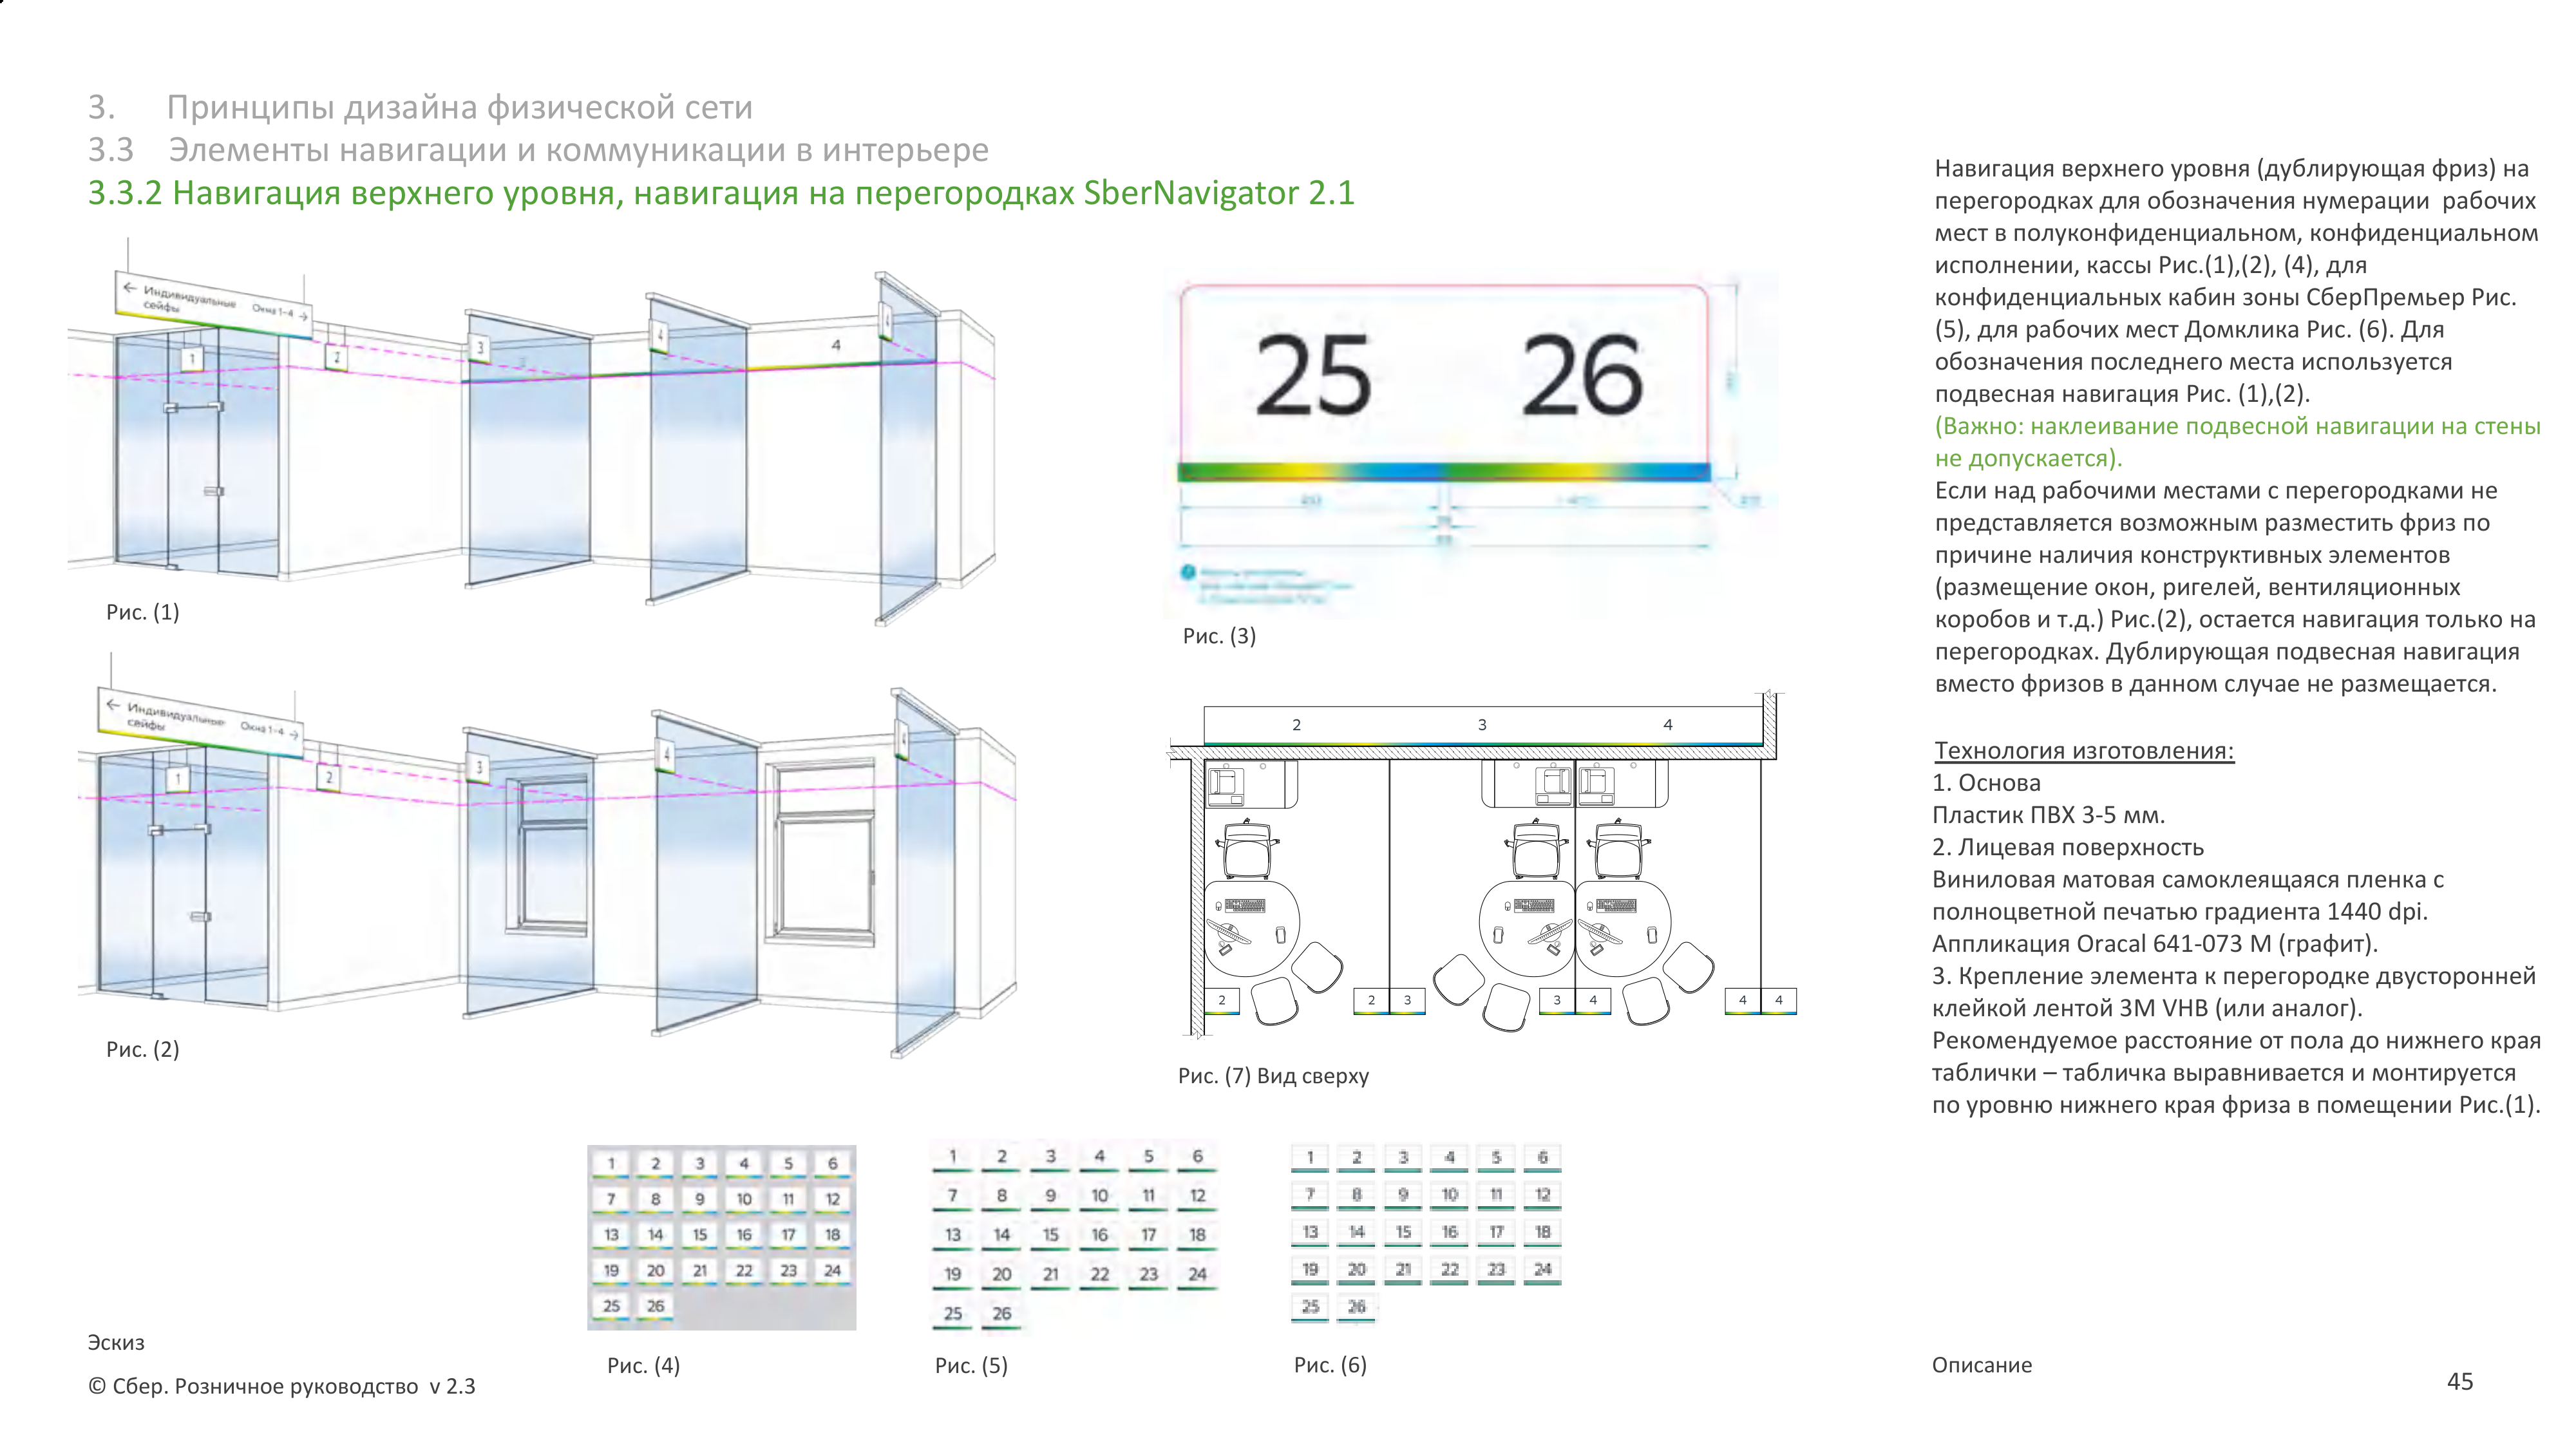 3. Принципы дизайна физической сети
3.3 Элементы навигации и коммуникации в интерьере
3.3.2 Навигация верхнего уровня, навигация на перегородках SberNavigator 2.1
← Индивидуальные
сейфы
Окна 1-4 →
1
2
3
4
4
4
Рис. (1)
25 26
Рис. (3)
← Индивидуальные
сейфы
Окна 1-4 →
1
2
3
4
4
Рис. (2)
2 3 4
2 2 3 3 4 4 4
Рис. (7) Вид сверху
1 2 3 4 5 6
7 8 9 10 11 12
13 14 15 16 17 18
19 20 21 22 23 24
25 26
Рис. (4)
1 2 3 4 5 6
7 8 9 10 11 12
13 14 15 16 17 18
19 20 21 22 23 24
25 26
Рис. (5)
1 2 3 4 5 6
7 8 9 10 11 12
13 14 15 16 17 18
19 20 21 22 23 24
25 26
Рис. (6)
Навигация верхнего уровня (дублирующая фриз) на
перегородках для обозначения нумерации рабочих
мест в полуконфиденциальном, конфиденциальном
исполнении, кассы Рис.(1),(2), (4), для
конфиденциальных кабин зоны СберПремьер Рис.
(5), для рабочих мест Домклика Рис. (6). Для
обозначения последнего места используется
подвесная навигация Рис. (1),(2).
(Важно: наклеивание подвесной навигации на стены
не допускается).
Если над рабочими местами с перегородками не
представляется возможным разместить фриз по
причине наличия конструктивных элементов
(размещение окон, ригелей, вентиляционных
коробов и т.д.) Рис.(2), остается навигация только на
перегородках. Дублирующая подвесная навигация
вместо фризов в данном случае не размещается.
Технология изготовления:
1. Основа
Пластик ПВХ 3-5 мм.
2. Лицевая поверхность
Виниловая матовая самоклеящаяся пленка с
полноцветной печатью градиента 1440 dpi.
Аппликация Oracal 641-073 М (графит).
3. Крепление элемента к перегородке двусторонней
клейкой лентой 3М VHB (или аналог).
Рекомендуемое расстояние от пола до нижнего края
таблички – табличка выравнивается и монтируется
по уровню нижнего края фриза в помещении Рис.(1).
Эскиз
© Сбер. Розничное руководство v 2.3
Описание
45